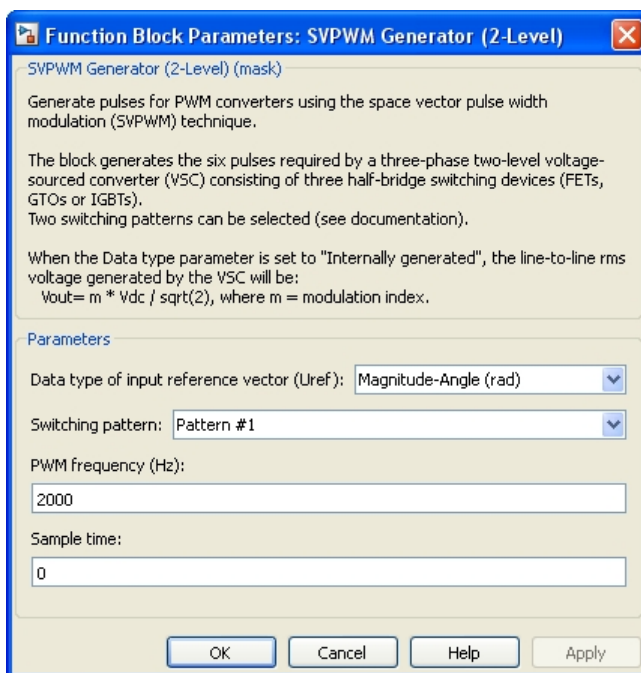 Function Block Parameters: SVPWM Generator (2-Level)
SVPWM Generator (2-Level) (mask)
Generate pulses for PWM converters using the space vector pulse width
modulation (SVPWM) technique.
The block generates the six pulses required by a three-phase two-level voltage-
sourced converter (VSC) consisting of three half-bridge switching devices (FETs,
GTOs or IGBTs).
Two switching patterns can be selected (see documentation).
When the Data type parameter is set to "Internally generated", the line-to-line rms
voltage generated by the VSC will be:
Vout= m * Vdc / sqrt(2), where m = modulation index.
Parameters
Data type of input reference vector (Uref): Magnitude-Angle (rad)
Switching pattern: Pattern #1
PWM frequency (Hz):
2000
Sample time:
0
OK Cancel Help Apply